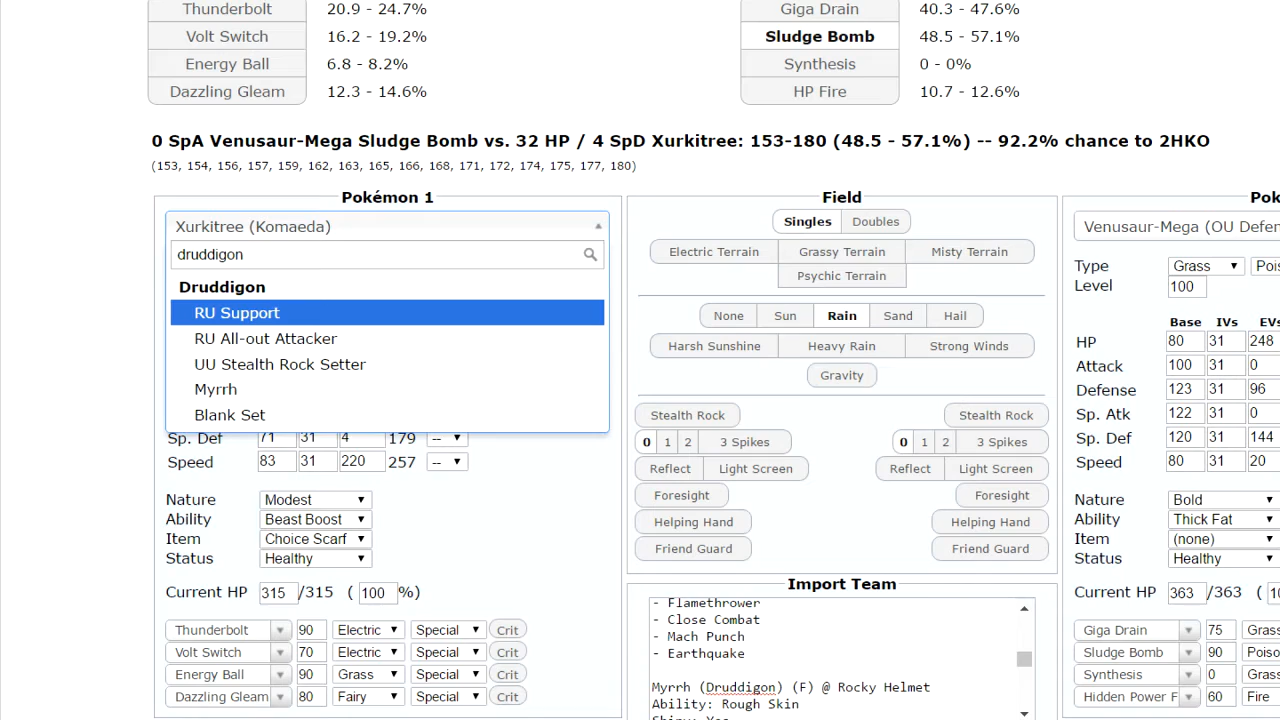 Thunderbolt 20.9 - 24.7% Giga Drain 40.3 - 47.6%
Volt Switch 16.2 - 19.2% Sludge Bomb 48.5 - 57.1%
Energy Ball 6.8 - 8.2% Synthesis 0 - 0%
Dazzling Gleam 12.3 - 14.6% HP Fire 10.7 - 12.6%
0 SpA Venusaur-Mega Sludge Bomb vs. 32 HP / 4 SpD Xurkitree: 153-180 (48.5 - 57.1%) -- 92.2% chance to 2HKO
(153, 154, 156, 157, 159, 162, 163, 165, 166, 168, 171, 172, 174, 175, 177, 180)
Pokémon 1
Xurkitree (Komaeda)
druddigon
Druddigon
RU Support
RU All-out Attacker
UU Stealth Rock Setter
Myrrh
Blank Set
Sp. Def 71 31 4 179 --
Speed 83 31 220 257 --
Nature Modest
Ability Beast Boost
Item Choice Scarf
Status Healthy
Current HP 315 /315 ( 100 %)
Thunderbolt 90 Electric Special Crit
Volt Switch 70 Electric Special Crit
Energy Ball 90 Grass Special Crit
Dazzling Gleam 80 Fairy Special Crit
Field
Singles Doubles
Electric Terrain Grassy Terrain Misty Terrain
Psychic Terrain
None Sun Rain Sand Hail
Harsh Sunshine Heavy Rain Strong Winds
Gravity
Stealth Rock Stealth Rock
0 1 2 3 Spikes 0 1 2 3 Spikes
Reflect Light Screen Reflect Light Screen
Foresight Foresight
Helping Hand Helping Hand
Friend Guard Friend Guard
Import Team
- Flamethrower
- Close Combat
- Mach Punch
- Earthquake
Myrrh (Druddigon) (F) @ Rocky Helmet
Ability: Rough Skin
Shiny: Yes
Pok
Venusaur-Mega (OU Defen
Type Grass Pois
Level 100
Base IVs EVs
HP 80 31 248
Attack 100 31 0
Defense 123 31 96
Sp. Atk 122 31 0
Sp. Def 120 31 144
Speed 80 31 20
Nature Bold
Ability Thick Fat
Item (none)
Status Healthy
Current HP 363 /363 ( 10
Giga Drain 75 Grass
Sludge Bomb 90 Poiso
Synthesis 0 Grass
Hidden Power F 60 Fire